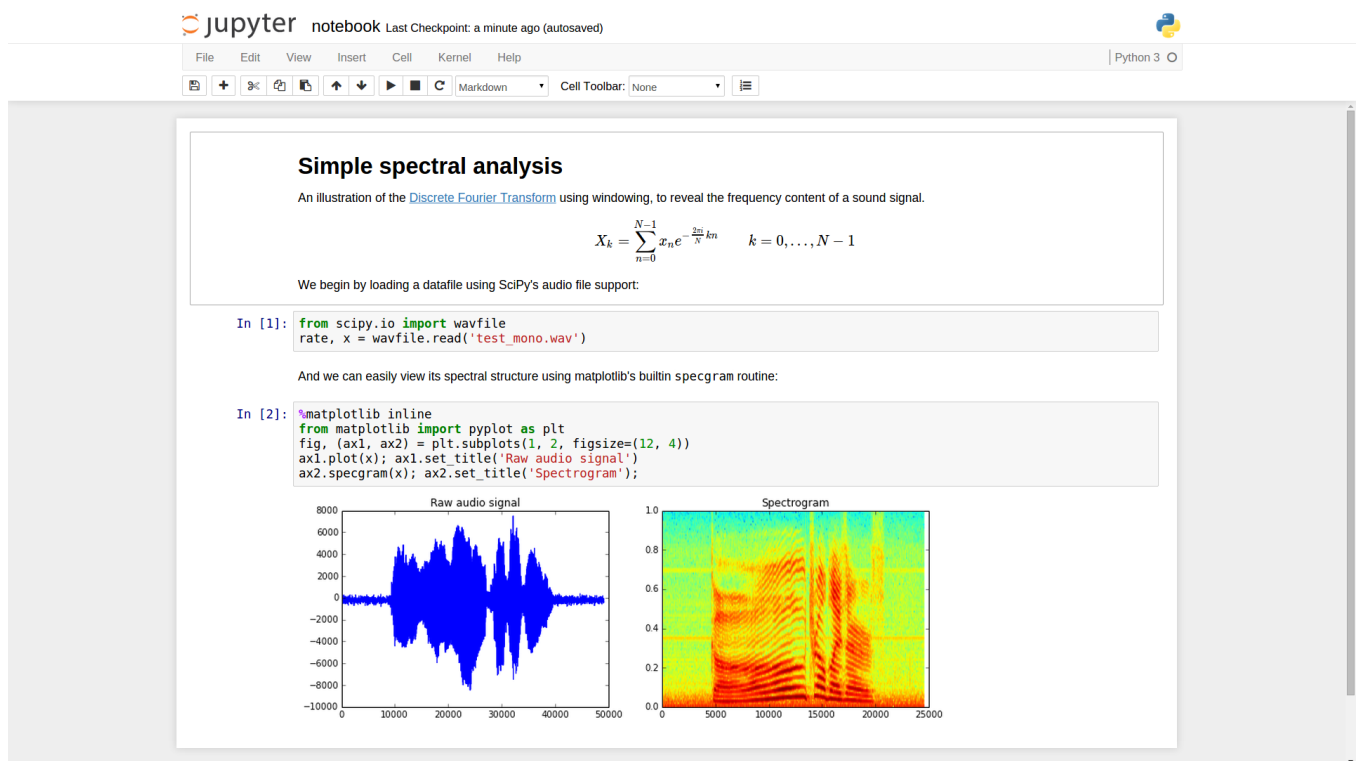 jupyter notebook Last Checkpoint: a minute ago (autosaved)
File Edit View Insert Cell Kernel Help Python 3
Markdown Cell Toolbar: None
Simple spectral analysis
An illustration of the Discrete Fourier Transform using windowing, to reveal the frequency content of a sound signal.
X_k = ∑_{n=0}^{N−1} x_n e^{−\frac{2πi}{N} kn} k = 0, . . . , N − 1
We begin by loading a datafile using SciPy's audio file support:
In [1]: from scipy.io import wavfile
rate, x = wavfile.read('test_mono.wav')
And we can easily view its spectral structure using matplotlib's builtin specgram routine:
In [2]: %matplotlib inline
from matplotlib import pyplot as plt
fig, (ax1, ax2) = plt.subplots(1, 2, figsize=(12, 4))
ax1.plot(x); ax1.set_title('Raw audio signal')
ax2.specgram(x); ax2.set_title('Spectrogram');
Raw audio signal
8000
6000
4000
2000
0
−2000
−4000
−6000
−8000
−10000
0 10000 20000 30000 40000 50000
Spectrogram
1.0
0.8
0.6
0.4
0.2
0.0
0 5000 10000 15000 20000 25000